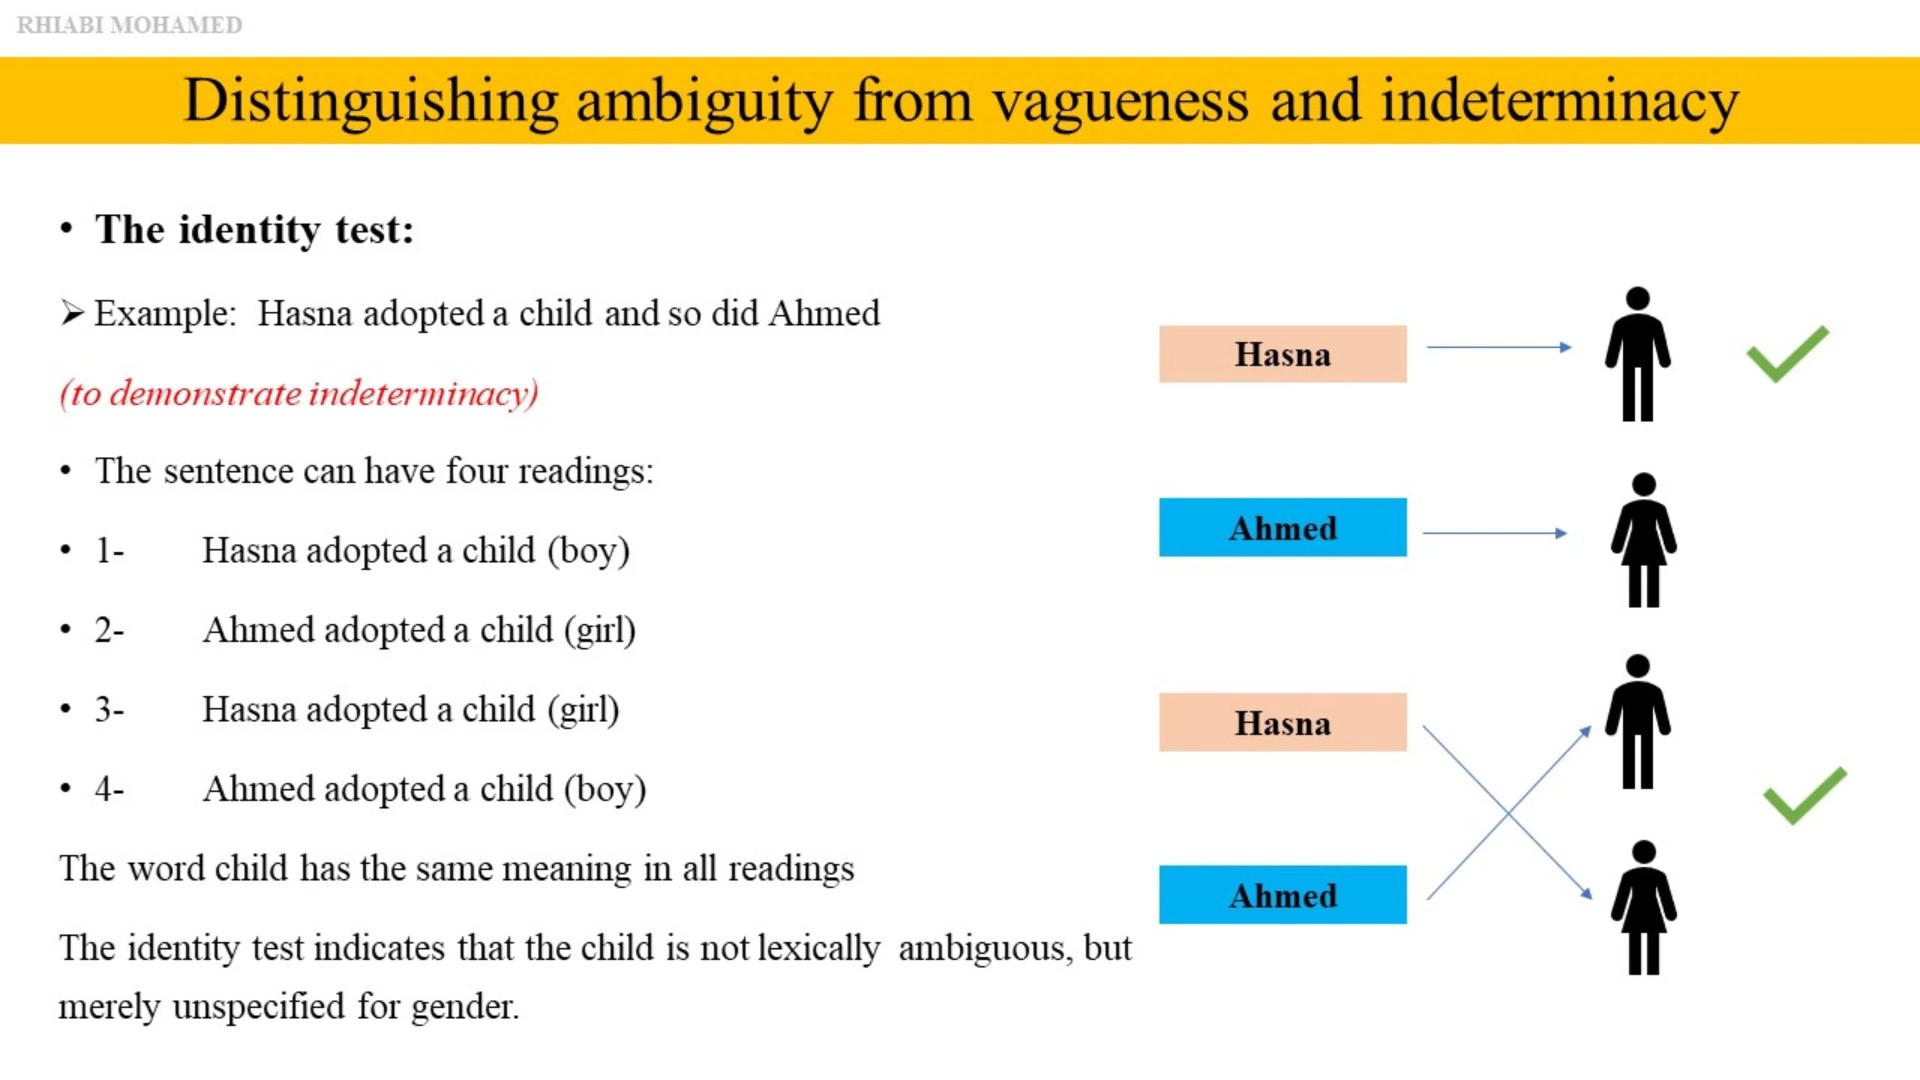 RHIABI MOHAMED
Distinguishing ambiguity from vagueness and indeterminacy
• The identity test:
➢ Example: Hasna adopted a child and so did Ahmed
(to demonstrate indeterminacy)
• The sentence can have four readings:
• 1- Hasna adopted a child (boy)
• 2- Ahmed adopted a child (girl)
• 3- Hasna adopted a child (girl)
• 4- Ahmed adopted a child (boy)
The word child has the same meaning in all readings
The identity test indicates that the child is not lexically ambiguous, but
merely unspecified for gender.
Hasna
Ahmed
Hasna
Ahmed